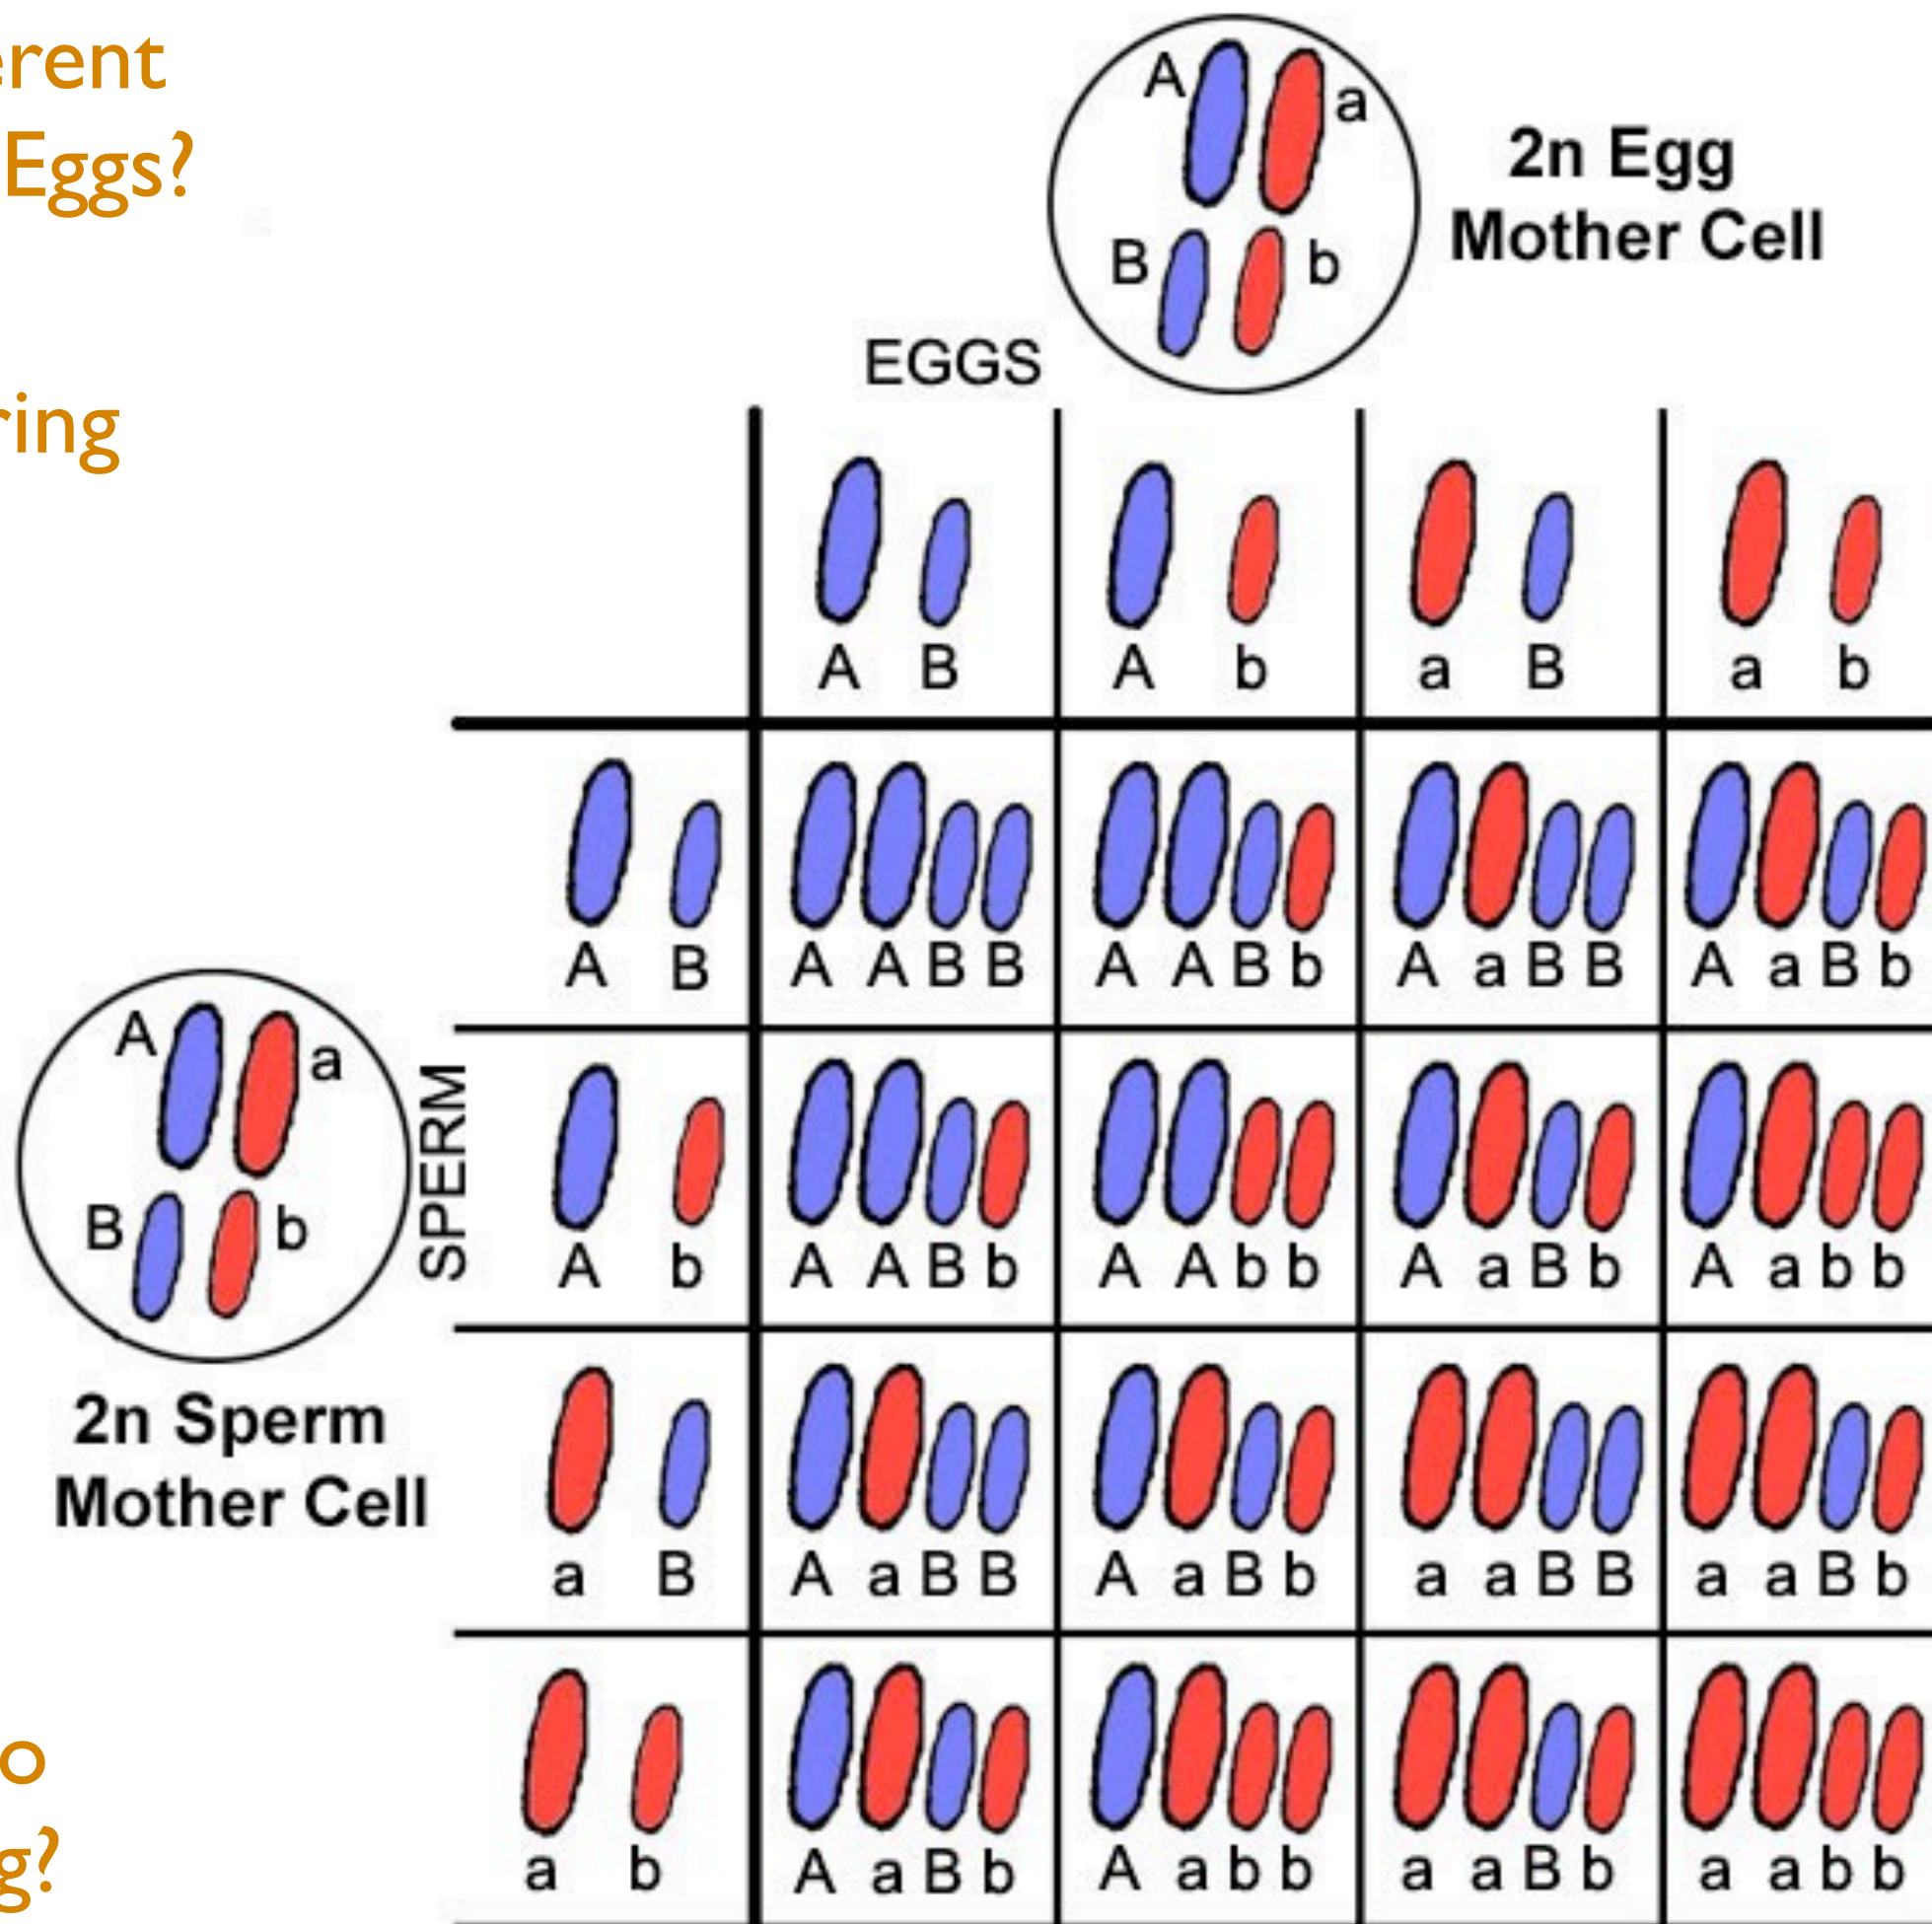 erent
Eggs?
ring
A a
B b
2n Egg
Mother Cell
EGGS
A B A b a B a b
A B A A B B A A B b A a B B A a B b
A a
B b
2n Sperm
Mother Cell
SPERM
A b A A B b A A b b A a B b A a b b
a B A a B B A a B b a a B B a a B b
a b A a B b A a b b a a B b a a b b
o
g?